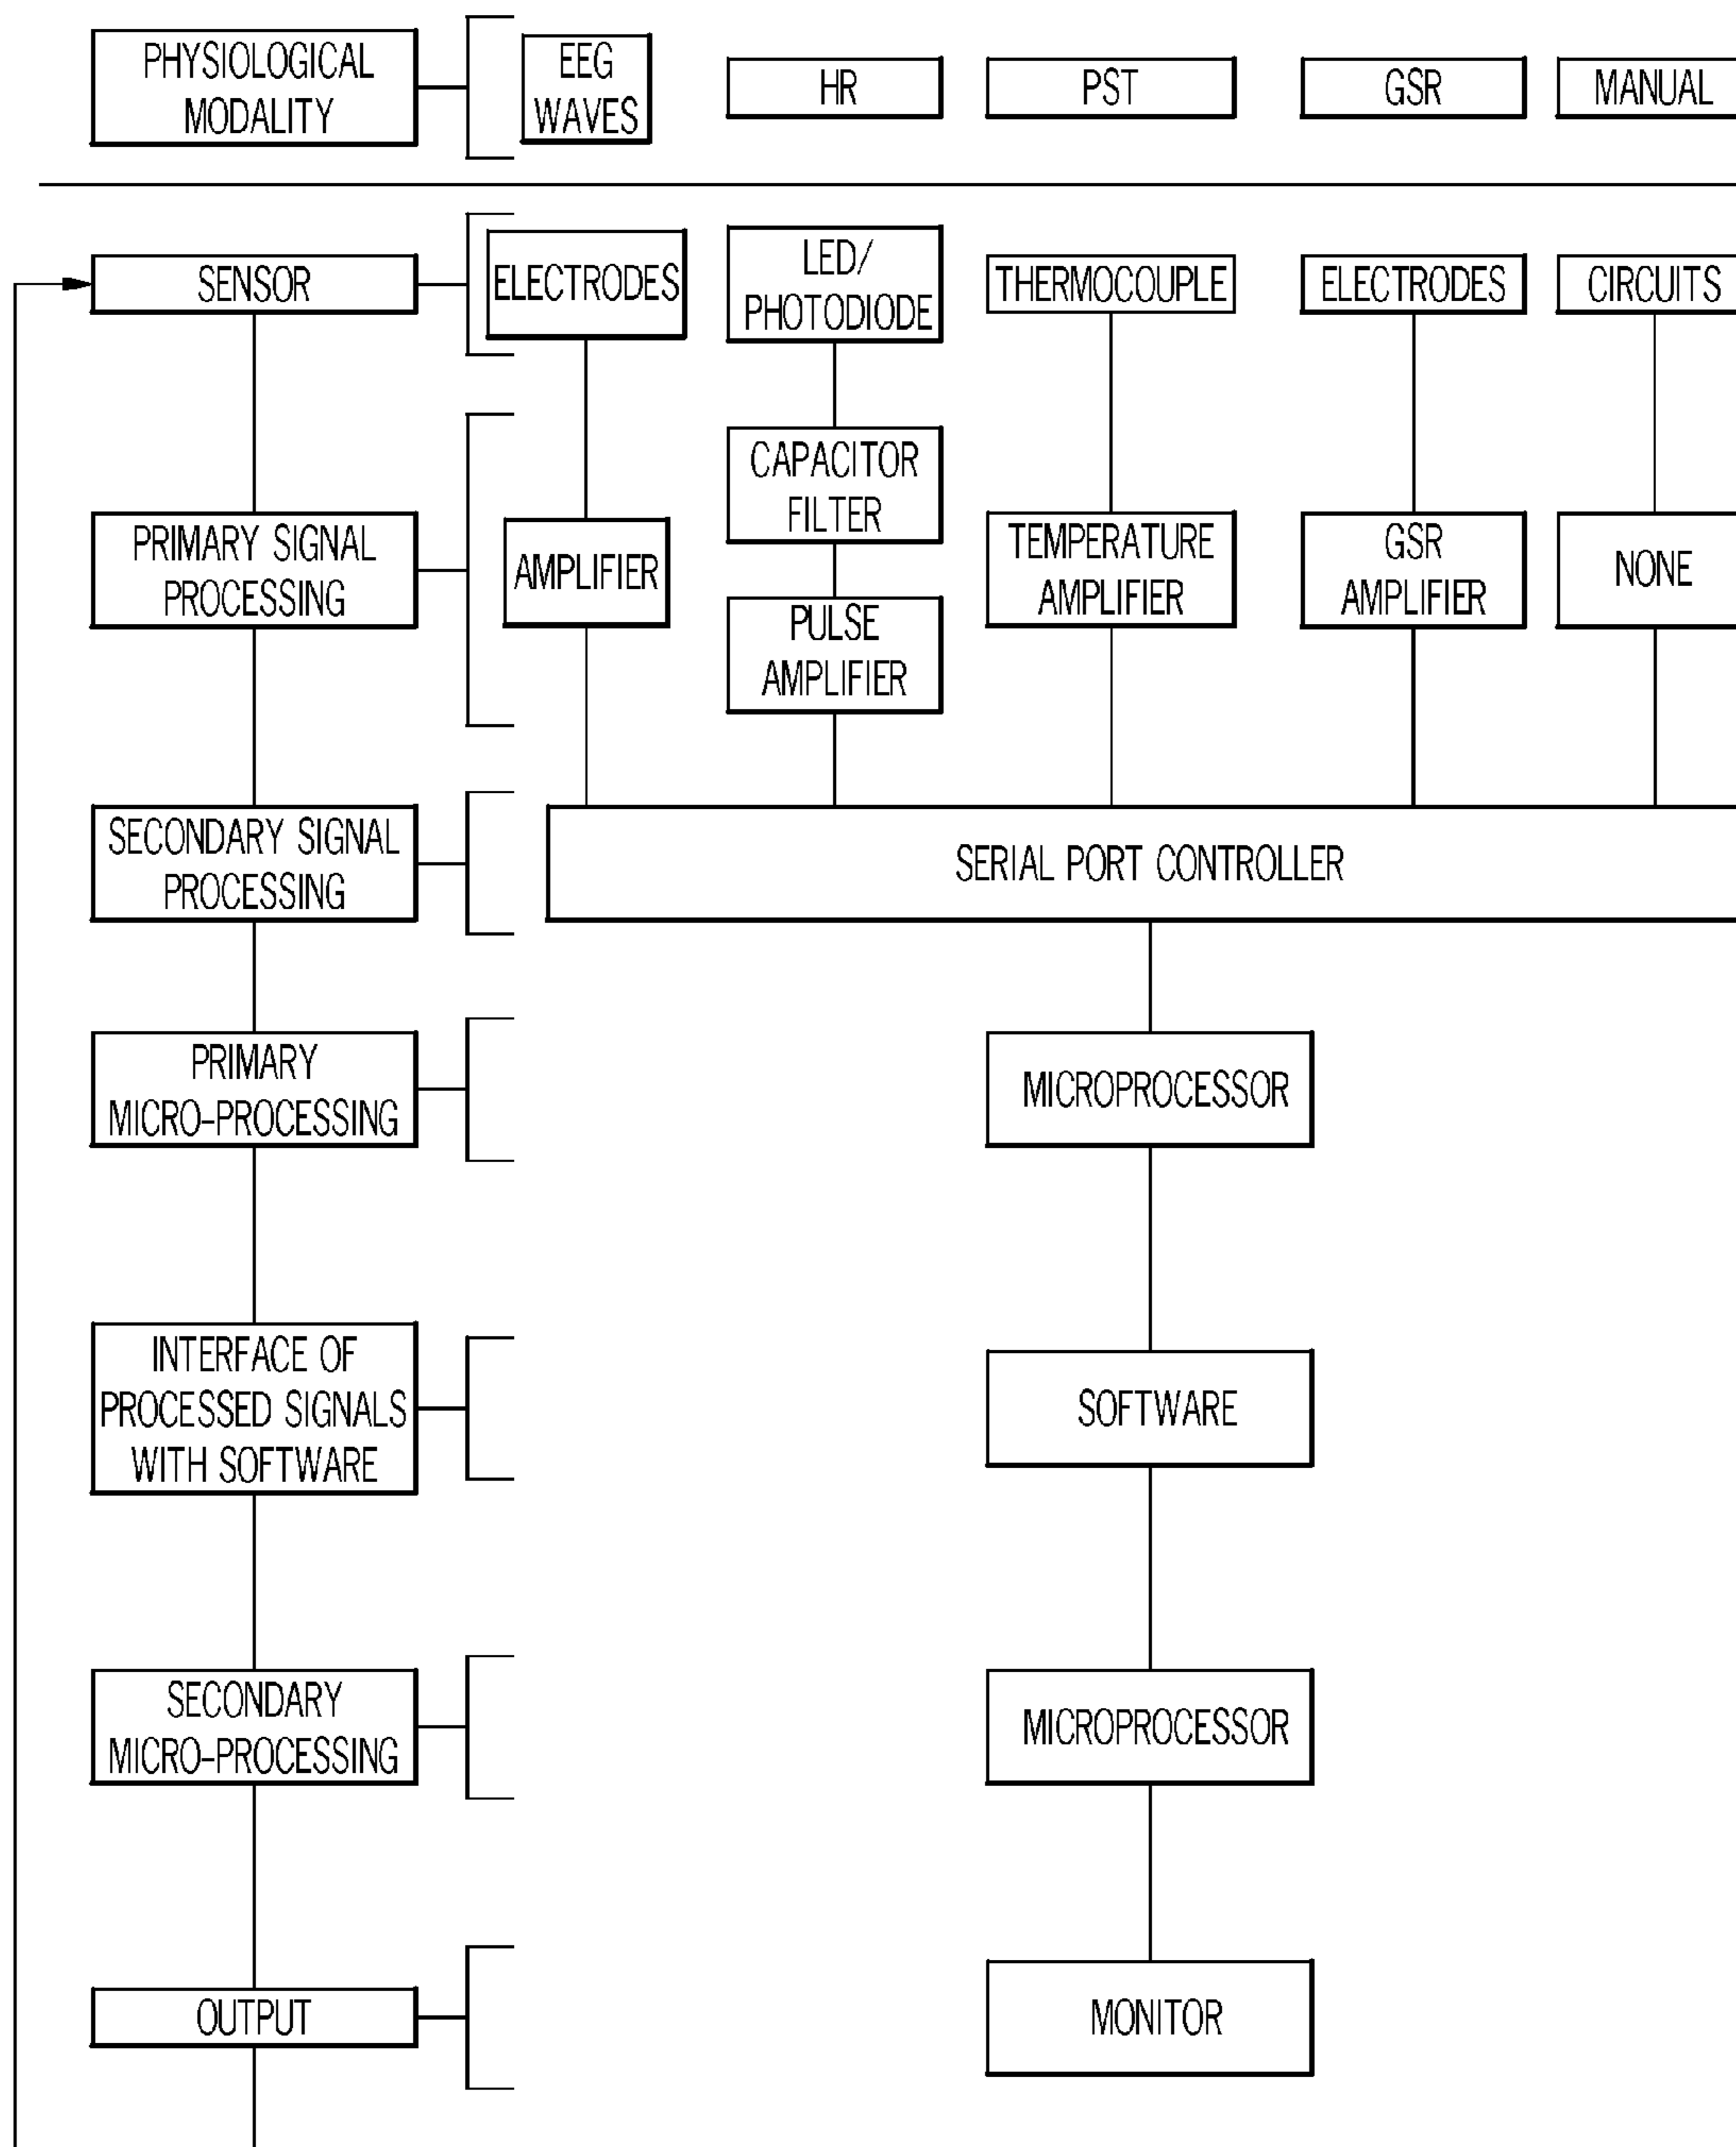 PHYSIOLOGICAL
MODALITY
EEG
WAVES
HR
PST
GSR
MANUAL
SENSOR
ELECTRODES
LED/
PHOTODIODE
THERMOCOUPLE
ELECTRODES
CIRCUITS
PRIMARY SIGNAL
PROCESSING
AMPLIFIER
CAPACITOR
FILTER
PULSE
AMPLIFIER
TEMPERATURE
AMPLIFIER
GSR
AMPLIFIER
NONE
SECONDARY SIGNAL
PROCESSING
SERIAL PORT CONTROLLER
PRIMARY
MICRO-PROCESSING
MICROPROCESSOR
INTERFACE OF
PROCESSED SIGNALS
WITH SOFTWARE
SOFTWARE
SECONDARY
MICRO-PROCESSING
MICROPROCESSOR
OUTPUT
MONITOR